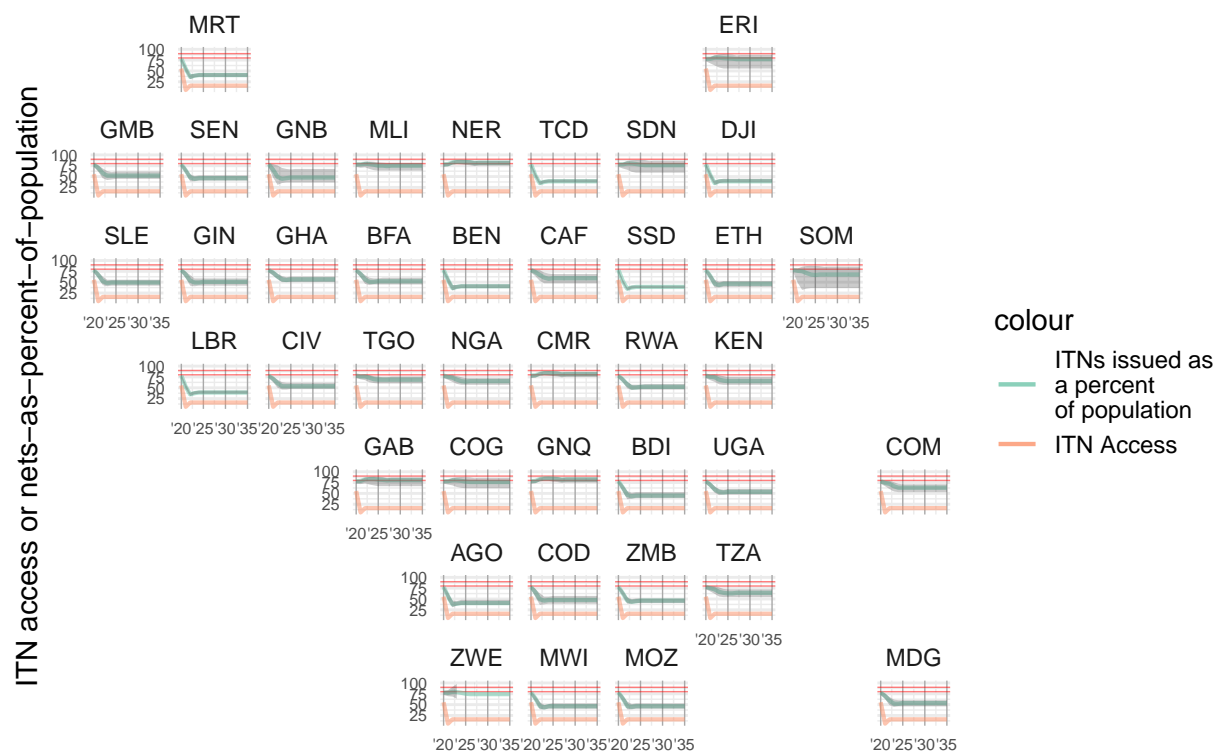 MRT ERI
100
75
50
25
GMB SEN GNB MLI NER TCD SDN DJI
100
75
50
25
SLE GIN GHA BFA BEN CAF SSD ETH SOM
100
75
50
25
'20'25'30'35 '20'25'30'35
LBR CIV TGO NGA CMR RWA KEN
100
75
50
25
'20'25'30'35 '20'25'30'35
GAB COG GNQ BDI UGA COM
100
75
50
25
'20'25'30'35
AGO COD ZMB TZA
100
75
50
25
'20'25'30'35
ZWE MWI MOZ MDG
100
75
50
25
'20'25'30'35 '20'25'30'35 '20'25'30'35 '20'25'30'35
ITN access or nets−as−percent−of−population
colour
ITNs issued as
a percent
of population
ITN Access